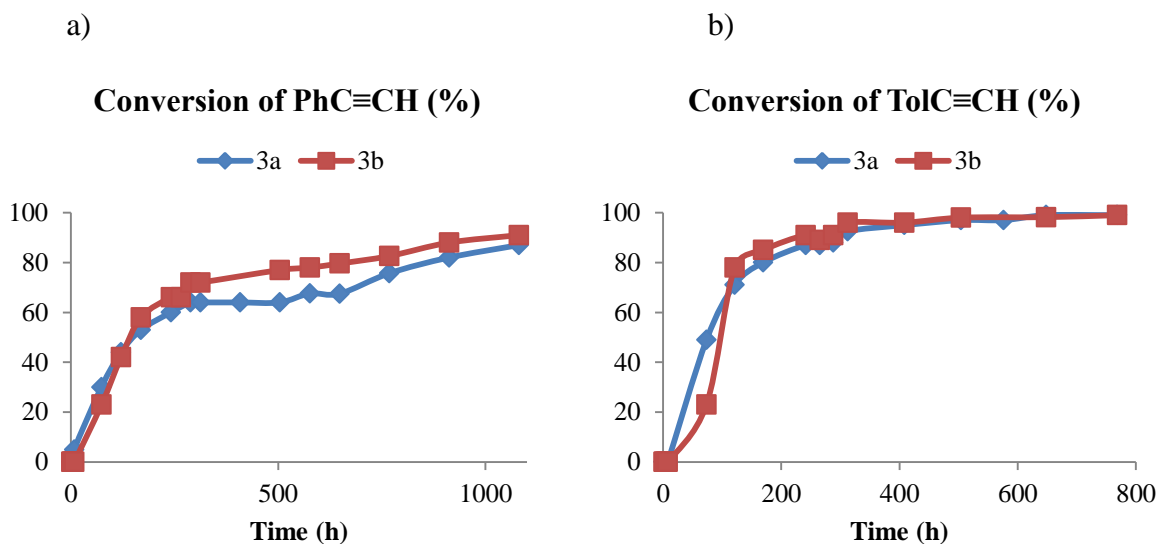 a)
Conversion of PhC≡CH (%)
3a 3b
100
80
60
40
20
0
0 500 1000
Time (h)
b)
Conversion of TolC≡CH (%)
3a 3b
100
80
60
40
20
0
0 200 400 600 800
Time (h)